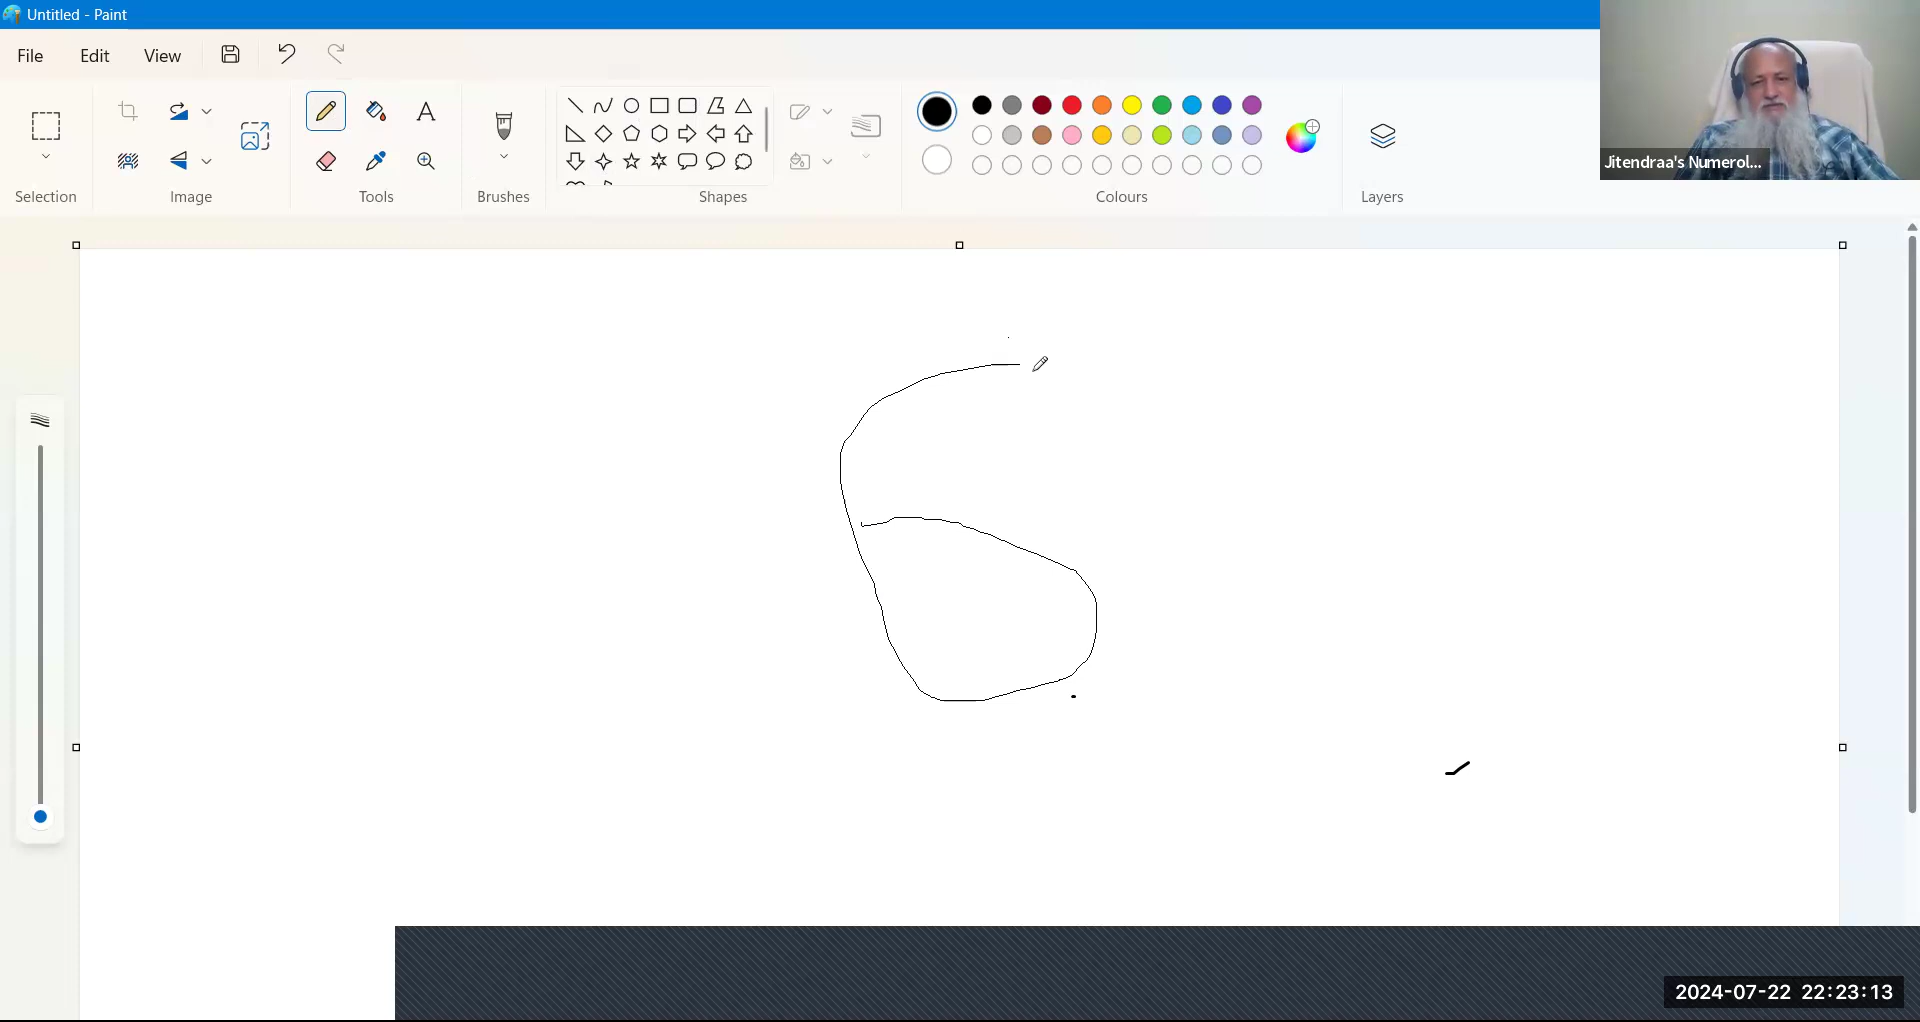 Untitled - Paint
File Edit View
Jitendraa's Numerol...
Selection Image Tools Brushes Shapes Colours Layers
6
2024-07-22 22:23:13